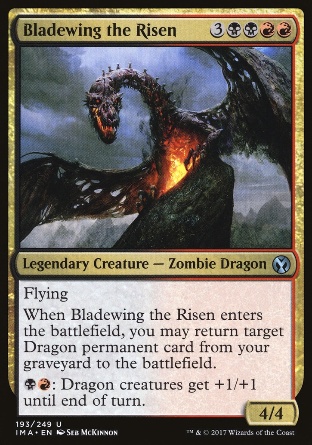 Bladewing the Risen 3
Legendary Creature — Zombie Dragon
Flying
When Bladewing the Risen enters
the battlefield, you may return target
Dragon permanent card from your
graveyard to the battlefield.
: Dragon creatures get +1/+1
until end of turn.
4/4
193/249 U
IMA • EN Seb McKinnon
™ & © 2017 Wizards of the Coast